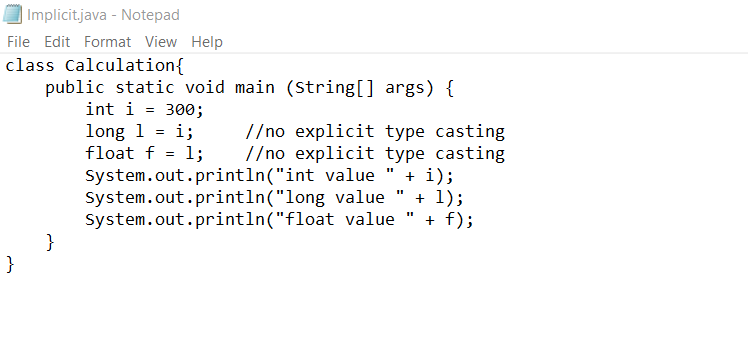 Implicit.java - Notepad
File Edit Format View Help
class Calculation{
    public static void main (String[] args) {
        int i = 300;
        long l = i;     //no explicit type casting
        float f = l;    //no explicit type casting
        System.out.println("int value " + i);
        System.out.println("long value " + l);
        System.out.println("float value " + f);
    }
}